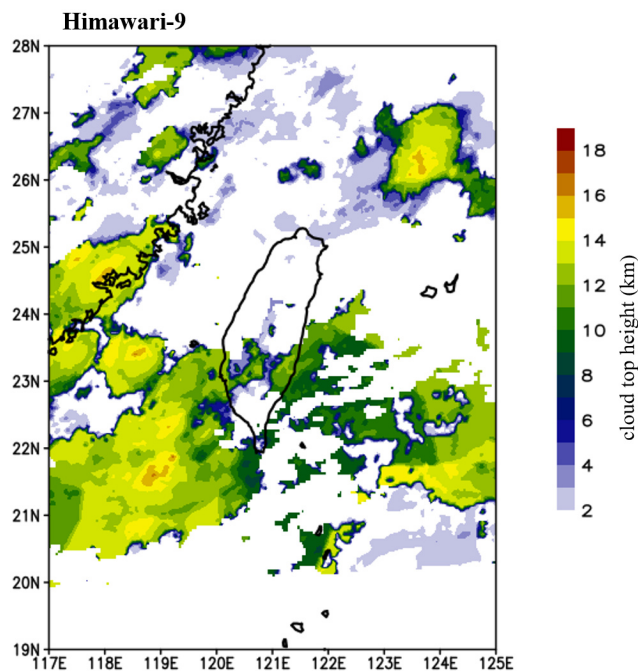 Himawari-9
28N
27N
26N
25N
24N
23N
22N
21N
20N
19N
117E 118E 119E 120E 121E 122E 123E 124E 125E
18
16
14
12
10
8
6
4
2
cloud top height (km)